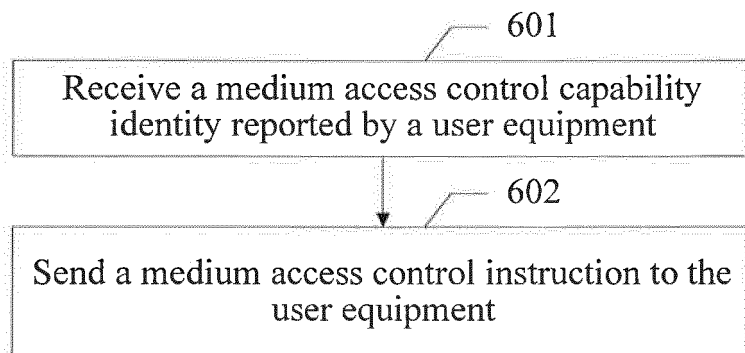 601
Receive a medium access control capability
identity reported by a user equipment
602
Send a medium access control instruction to the
user equipment